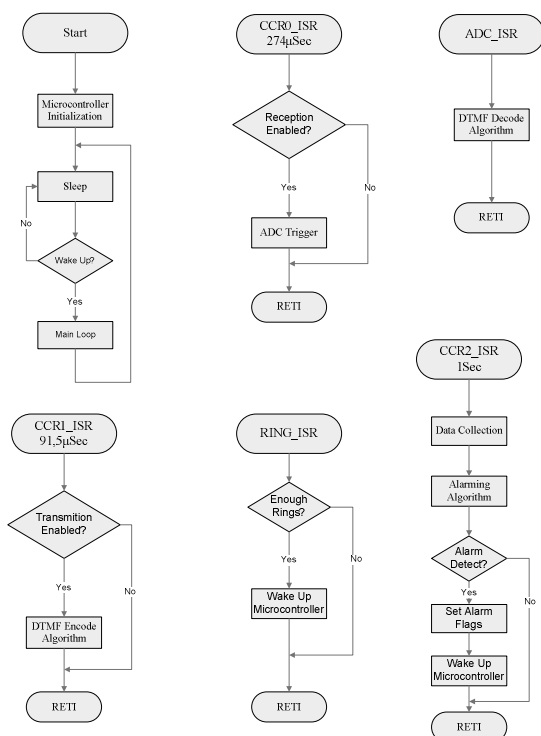 Start
Microcontroller
Initialization
Sleep
No
Wake Up?
Yes
Main Loop
CCR0_ISR
274µSec
Reception
Enabled?
Yes
No
ADC Trigger
RETI
ADC_ISR
DTMF Decode
Algorithm
RETI
CCR1_ISR
91,5µSec
Transmition
Enabled?
Yes
No
DTMF Encode
Algorithm
RETI
RING_ISR
Enough
Rings?
Yes
No
Wake Up
Microcontroller
RETI
CCR2_ISR
1Sec
Data Collection
Alarming
Algorithm
Alarm
Detect?
Yes
No
Set Alarm
Flags
Wake Up
Microcontroller
RETI